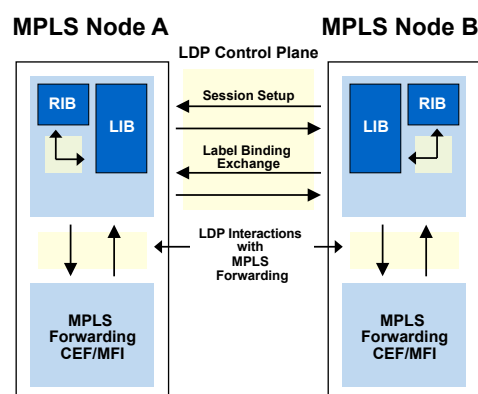 MPLS Node A
MPLS Node B
LDP Control Plane
RIB
LIB
Session Setup
Label Binding
Exchange
LIB
RIB
LDP Interactions
with
MPLS
Forwarding
MPLS
Forwarding
CEF/MFI
MPLS
Forwarding
CEF/MFI